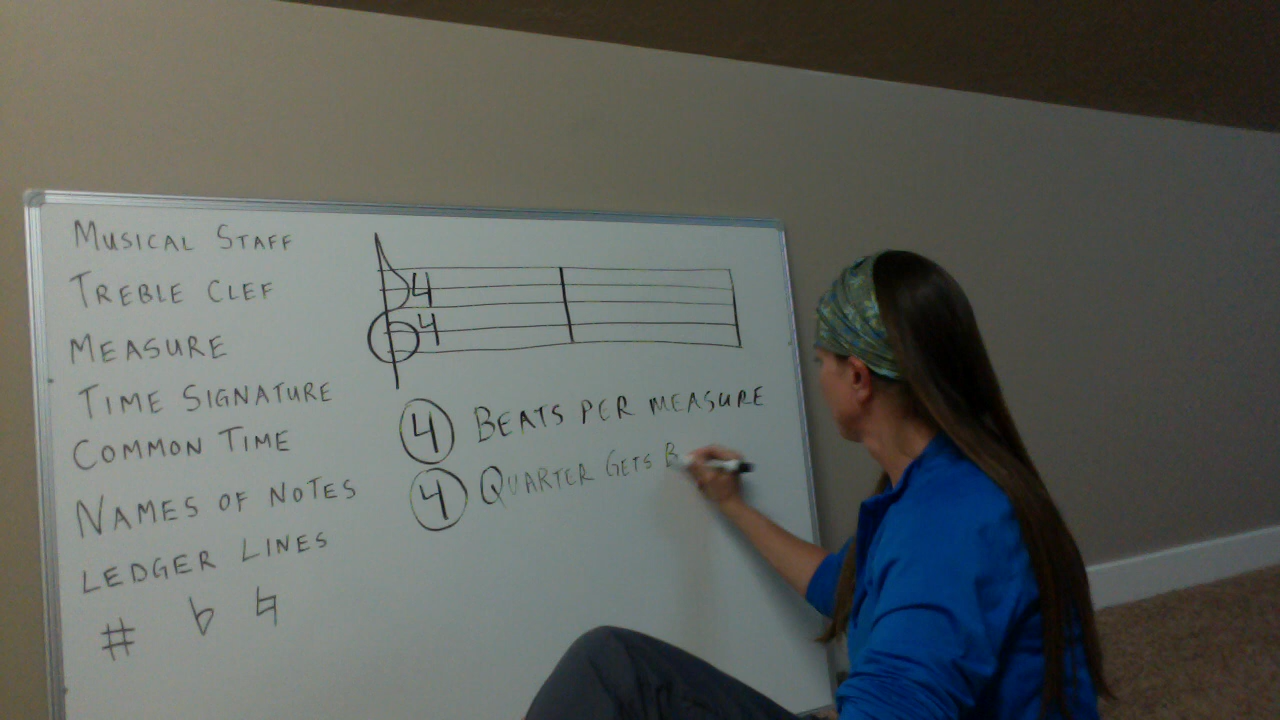 MUSICAL STAFF
TREBLE CLEF
MEASURE
TIME SIGNATURE
COMMON TIME
NAMES OF NOTES
LEDGER LINES
# ♭ ♮
4
4
4 BEATS PER MEASURE
4 QUARTER GETS B